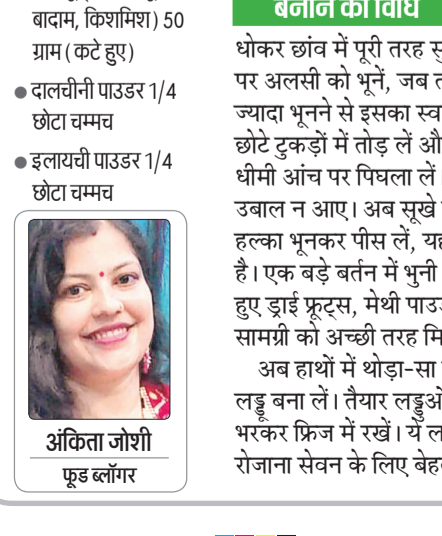 बादाम, किशमिश) 50
ग्राम (कटे हुए)
● दालचीनी पाउडर 1/4
छोटा चम्मच
● इलायची पाउडर 1/4
छोटा चम्मच
अंकिता जोशी
फूड ब्लॉगर
बनाने की विधि
धोकर छांव में पूरी तरह
पर अलसी को भूनें, जब
ज्यादा भूनने से इसका
छोटे टुकड़ों में तोड़ लें
धीमी आंच पर पिघला लें।
उबाल न आए। अब सूखे
हल्का भूनकर पीस लें,
है। एक बड़े बर्तन में भुनी
हुए ड्राई फ्रूट्स, मेथी
सामग्री को अच्छी तरह
अब हाथों में थोड़ा-सा
लड्डू बना लें। तैयार
भरकर फ्रिज में रखें। ये
रोजाना सेवन के लिए